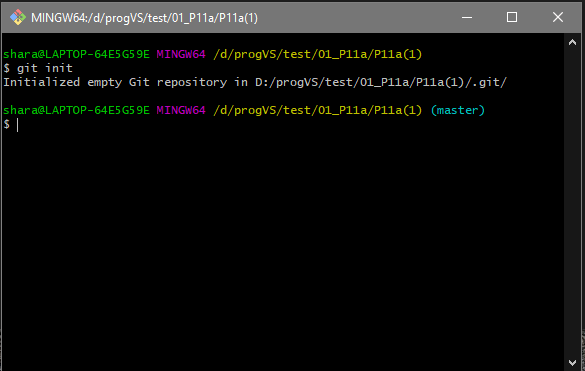 MINGW64:/d/progVS/test/01_P11a/P11a(1)
shara@LAPTOP-64E5G59E MINGW64 /d/progVS/test/01_P11a/P11a(1)
$ git init
Initialized empty Git repository in D:/progVS/test/01_P11a/P11a(1)/.git/
shara@LAPTOP-64E5G59E MINGW64 /d/progVS/test/01_P11a/P11a(1) (master)
$